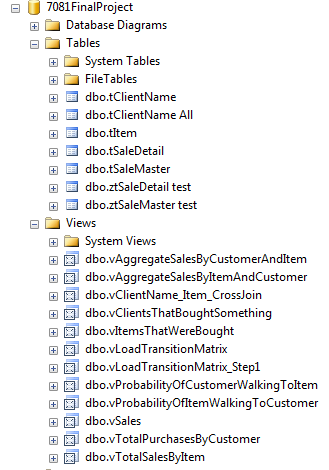 7081FinalProject
Database Diagrams
Tables
System Tables
FileTables
dbo.tClientName
dbo.tClientName All
dbo.tItem
dbo.tSaleDetail
dbo.tSaleMaster
dbo.ztSaleDetail test
dbo.ztSaleMaster test
Views
System Views
dbo.vAggregateSalesByCustomerAndItem
dbo.vAggregateSalesByItemAndCustomer
dbo.vClientName_Item_CrossJoin
dbo.vClientsThatBoughtSomething
dbo.vItemsThatWereBought
dbo.vLoadTransitionMatrix
dbo.vLoadTransitionMatrix_Step1
dbo.vProbabilityOfCustomerWalkingToItem
dbo.vProbabilityOfItemWalkingToCustomer
dbo.vSales
dbo.vTotalPurchasesByCustomer
dbo.vTotalSalesByItem